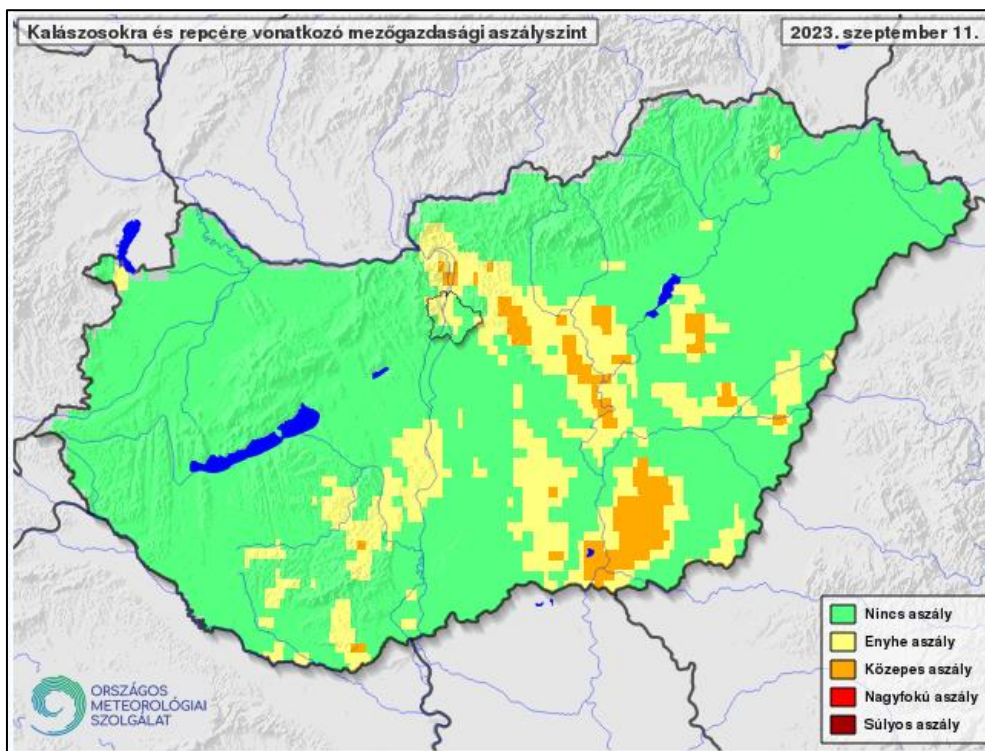 Kalászosokra és repcére vonatkozó mezőgazdasági aszályszint
2023. szeptember 11.
Nincs aszály
Enyhe aszály
Közepes aszály
Nagyfokú aszály
Súlyos aszály
ORSZÁGOS
METEOROLÓGIAI
SZOLGÁLAT